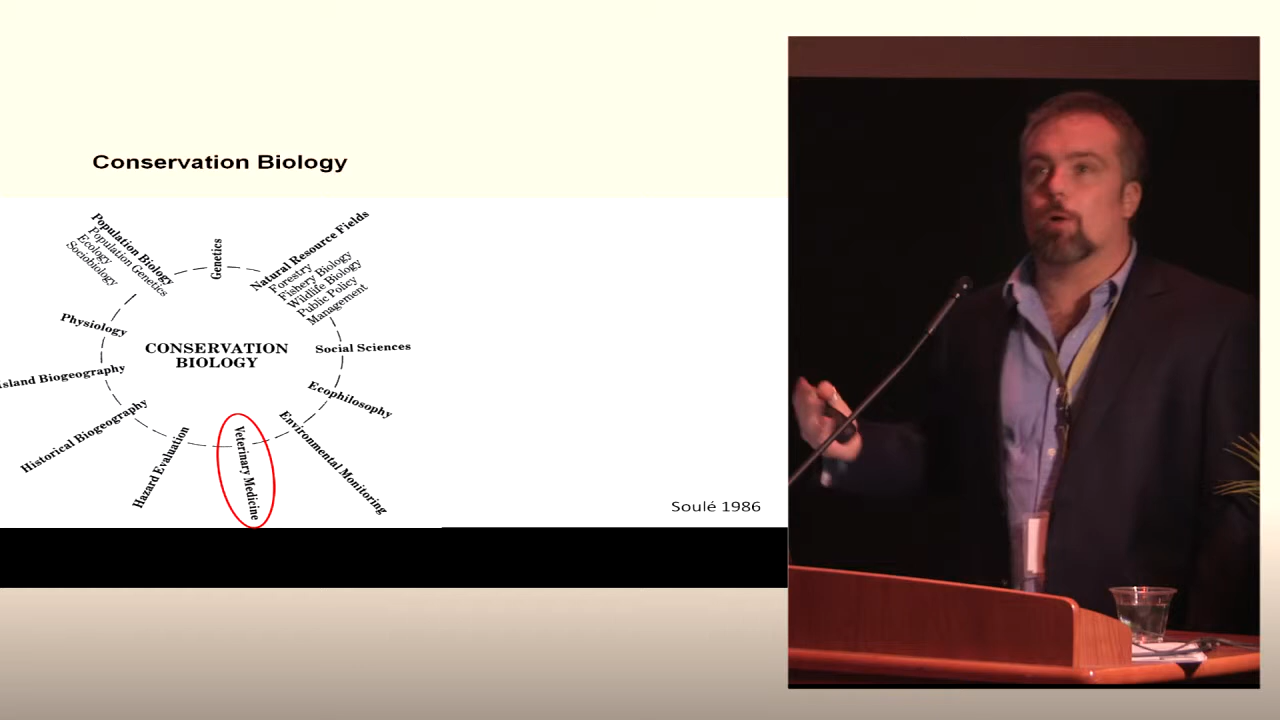 Conservation Biology
Population Biology
Population Genetics
Ecology
Sociobiology
Genetics
Natural Resource Fields
Forestry
Fishery Biology
Wildlife Biology
Public Policy
Management
Physiology
CONSERVATION
BIOLOGY
Social Sciences
sland Biogeography
Ecophilosophy
Historical Biogeography
Hazard Evaluation
Veterinary Medicine
Environmental Monitoring
Soulé 1986